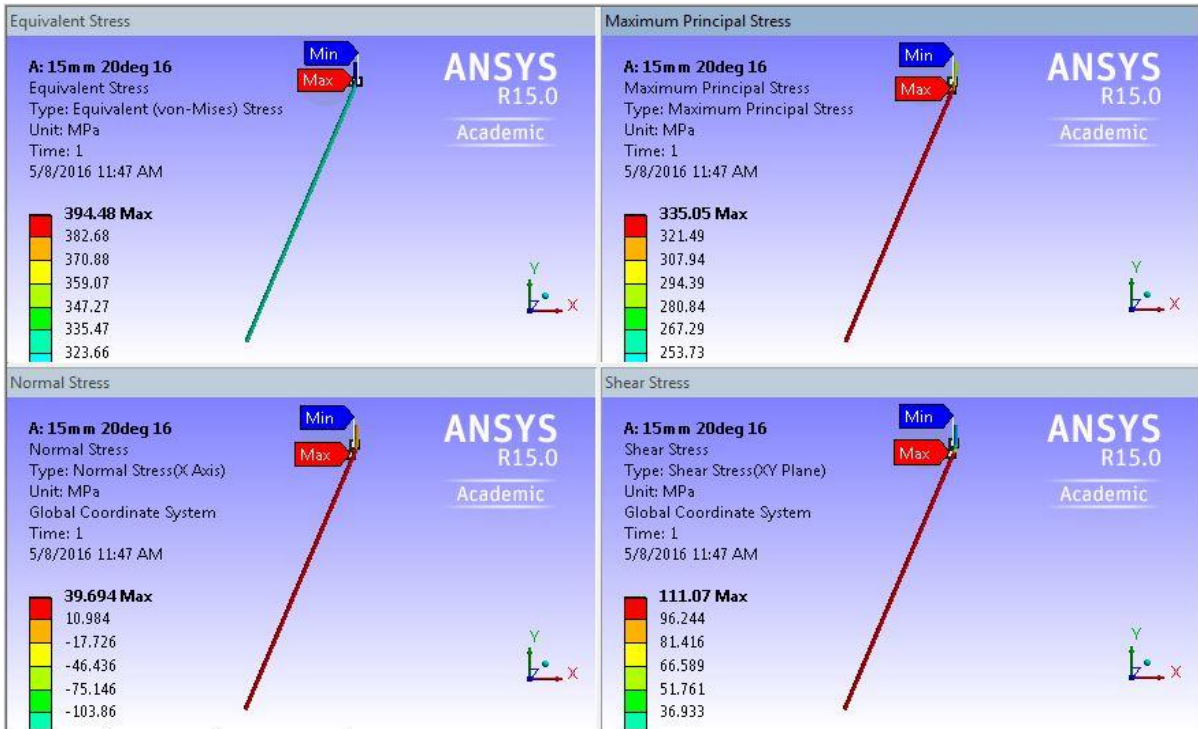 Equivalent Stress
A: 15mm 20deg 16
Equivalent Stress
Type: Equivalent (von-Mises) Stress
Unit: MPa
Time: 1
5/8/2016 11:47 AM
394.48 Max
382.68
370.88
359.07
347.27
335.47
323.66
Min
Max
ANSYS
R15.0
Academic
Y
Z
X
Maximum Principal Stress
A: 15mm 20deg 16
Maximum Principal Stress
Type: Maximum Principal Stress
Unit: MPa
Time: 1
5/8/2016 11:47 AM
335.05 Max
321.49
307.94
294.39
280.84
267.29
253.73
Min
Max
ANSYS
R15.0
Academic
Y
Z
X
Normal Stress
A: 15mm 20deg 16
Normal Stress
Type: Normal Stress(X Axis)
Unit: MPa
Global Coordinate System
Time: 1
5/8/2016 11:47 AM
39.694 Max
10.984
-17.726
-46.436
-75.146
-103.86
Min
Max
ANSYS
R15.0
Academic
Y
Z
X
Shear Stress
A: 15mm 20deg 16
Shear Stress
Type: Shear Stress(XY Plane)
Unit: MPa
Global Coordinate System
Time: 1
5/8/2016 11:47 AM
111.07 Max
96.244
81.416
66.589
51.761
36.933
Min
Max
ANSYS
R15.0
Academic
Y
Z
X